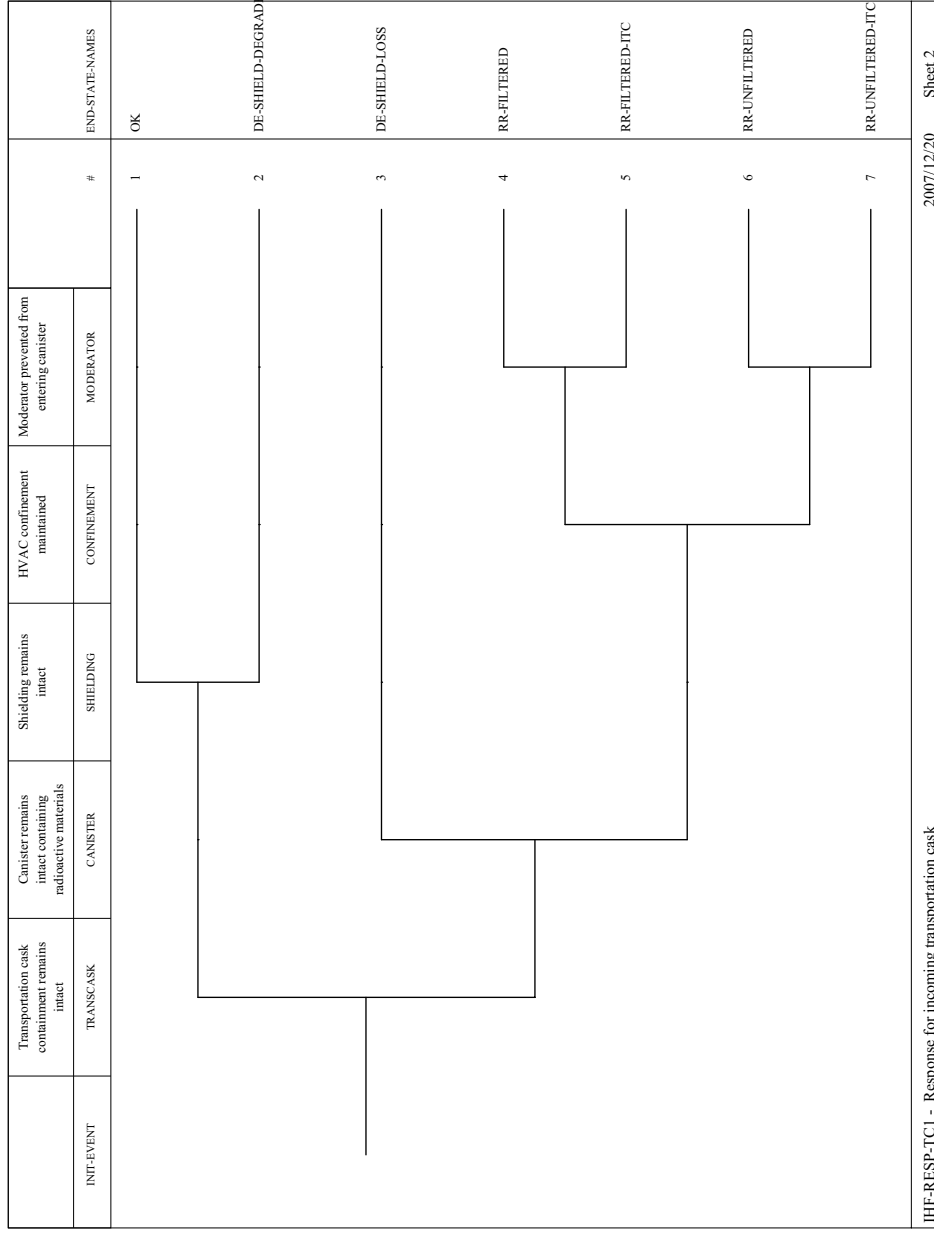 Transportation cask
containment remains
intact
Canister remains
intact containing
radioactive materials
Shielding remains
intact
HVAC confinement
maintained
Moderator prevented from
entering canister
INIT-EVENT
TRANSCASK
CANISTER
SHIELDING
CONFINEMENT
MODERATOR
#
END-STATE-NAMES
1 OK
2 DE-SHIELD-DEGRADE
3 DE-SHIELD-LOSS
4 RR-FILTERED
5 RR-FILTERED-ITC
6 RR-UNFILTERED
7 RR-UNFILTERED-ITC
IHF-RESP-TC1 - Response for incoming transportation cask
2007/12/20 Sheet 2